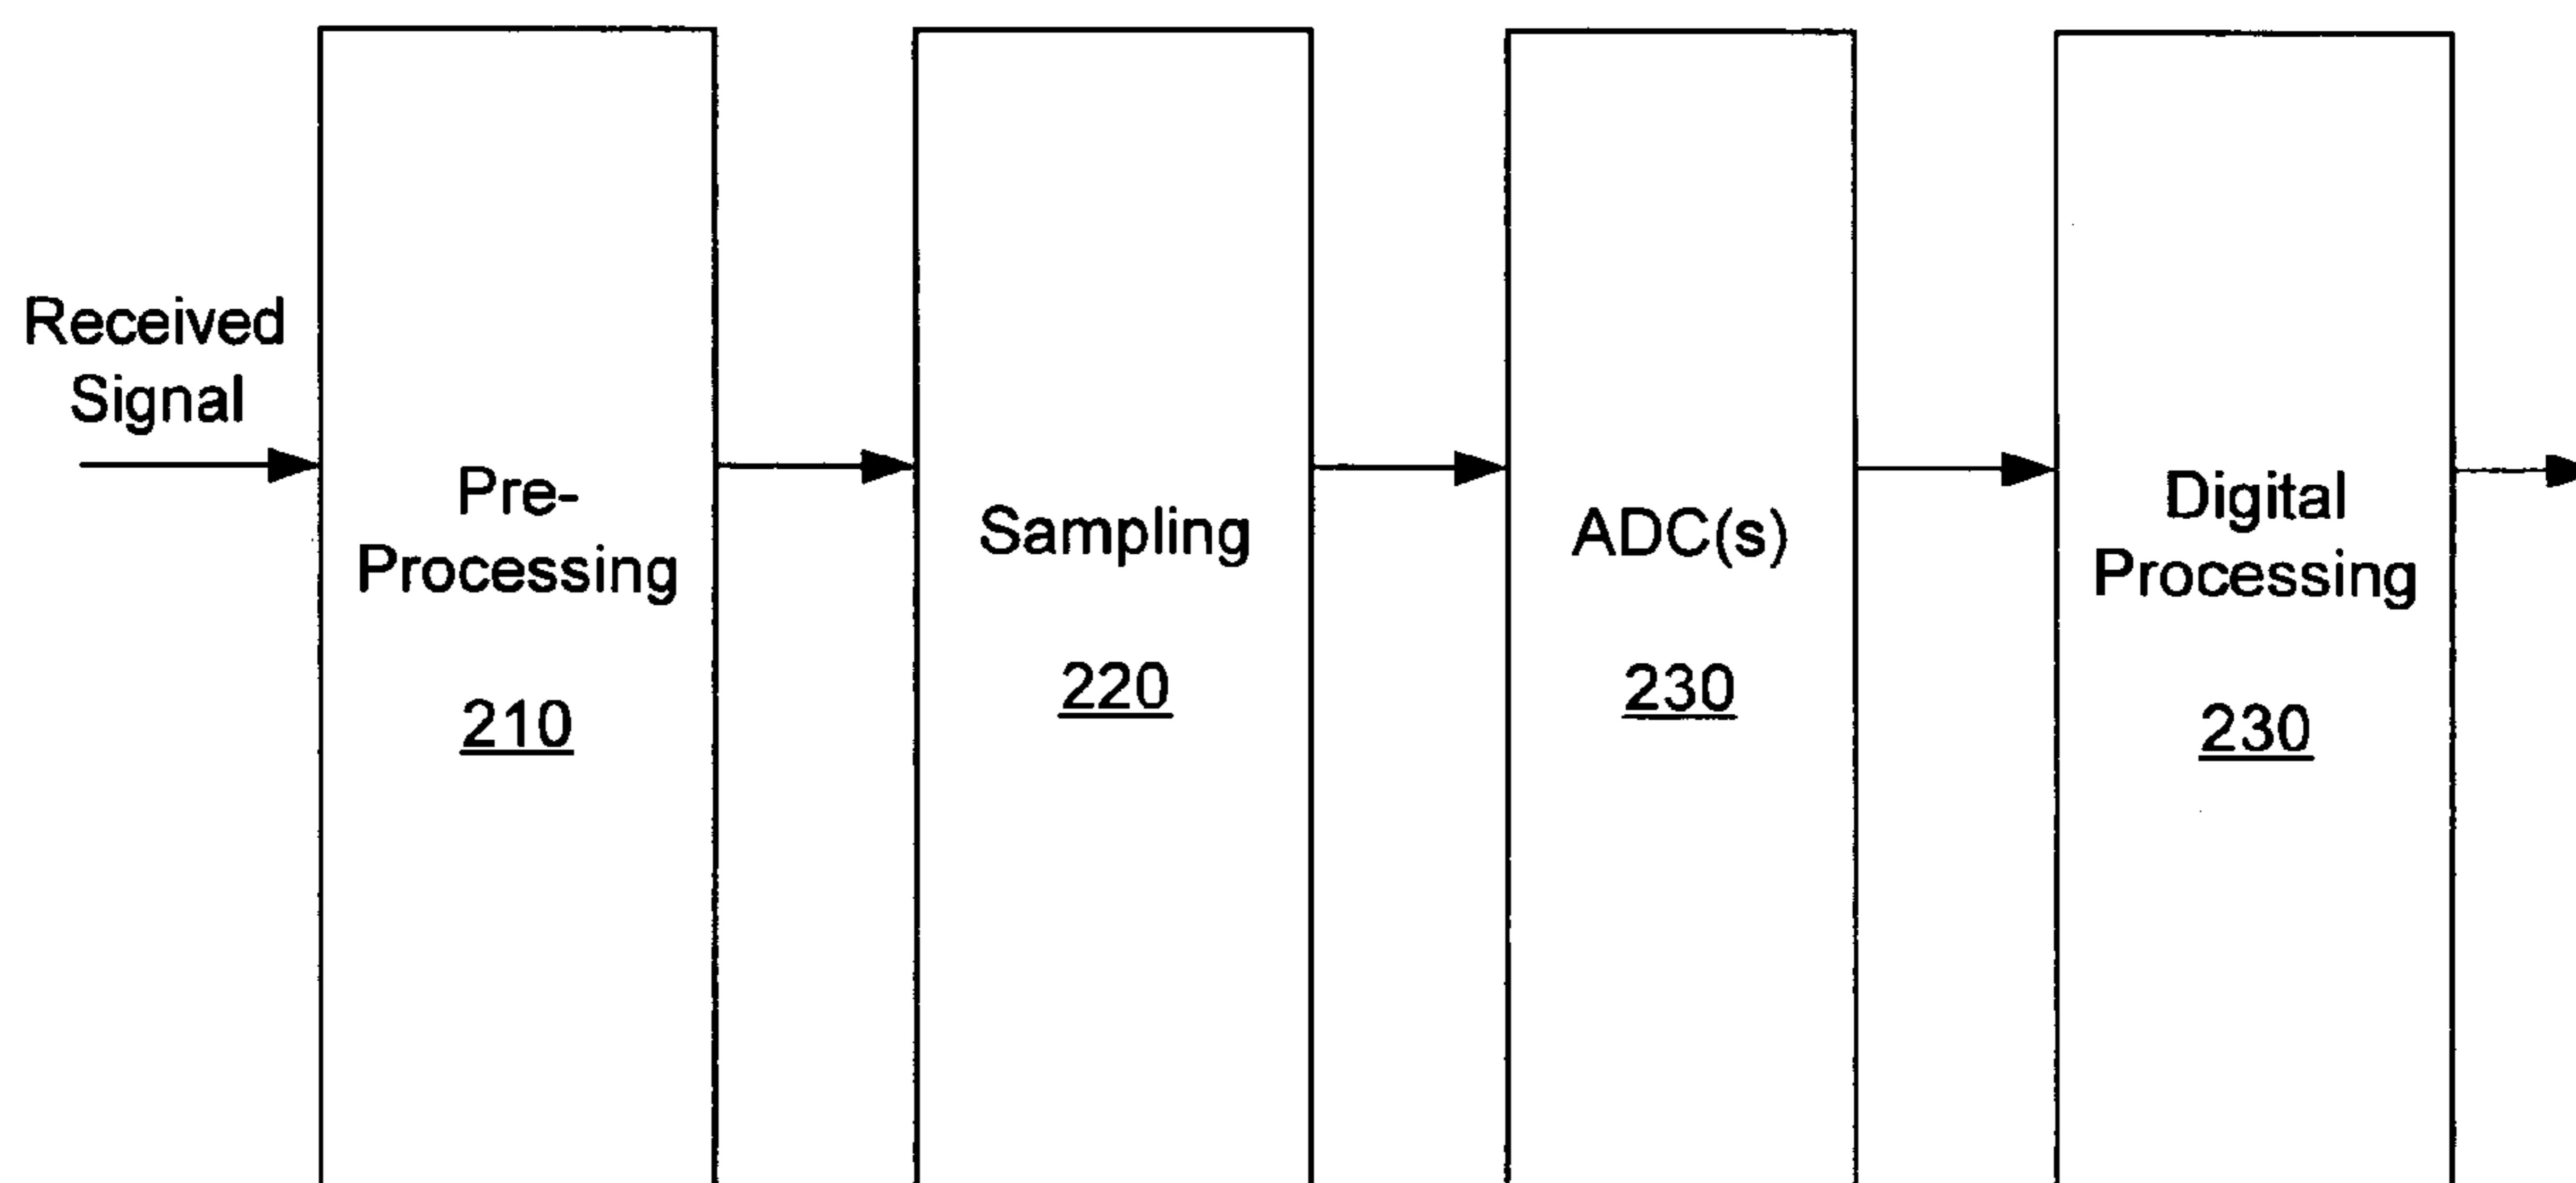 Received
Signal
Pre-
Processing
210
Sampling
220
ADC(s)
230
Digital
Processing
230